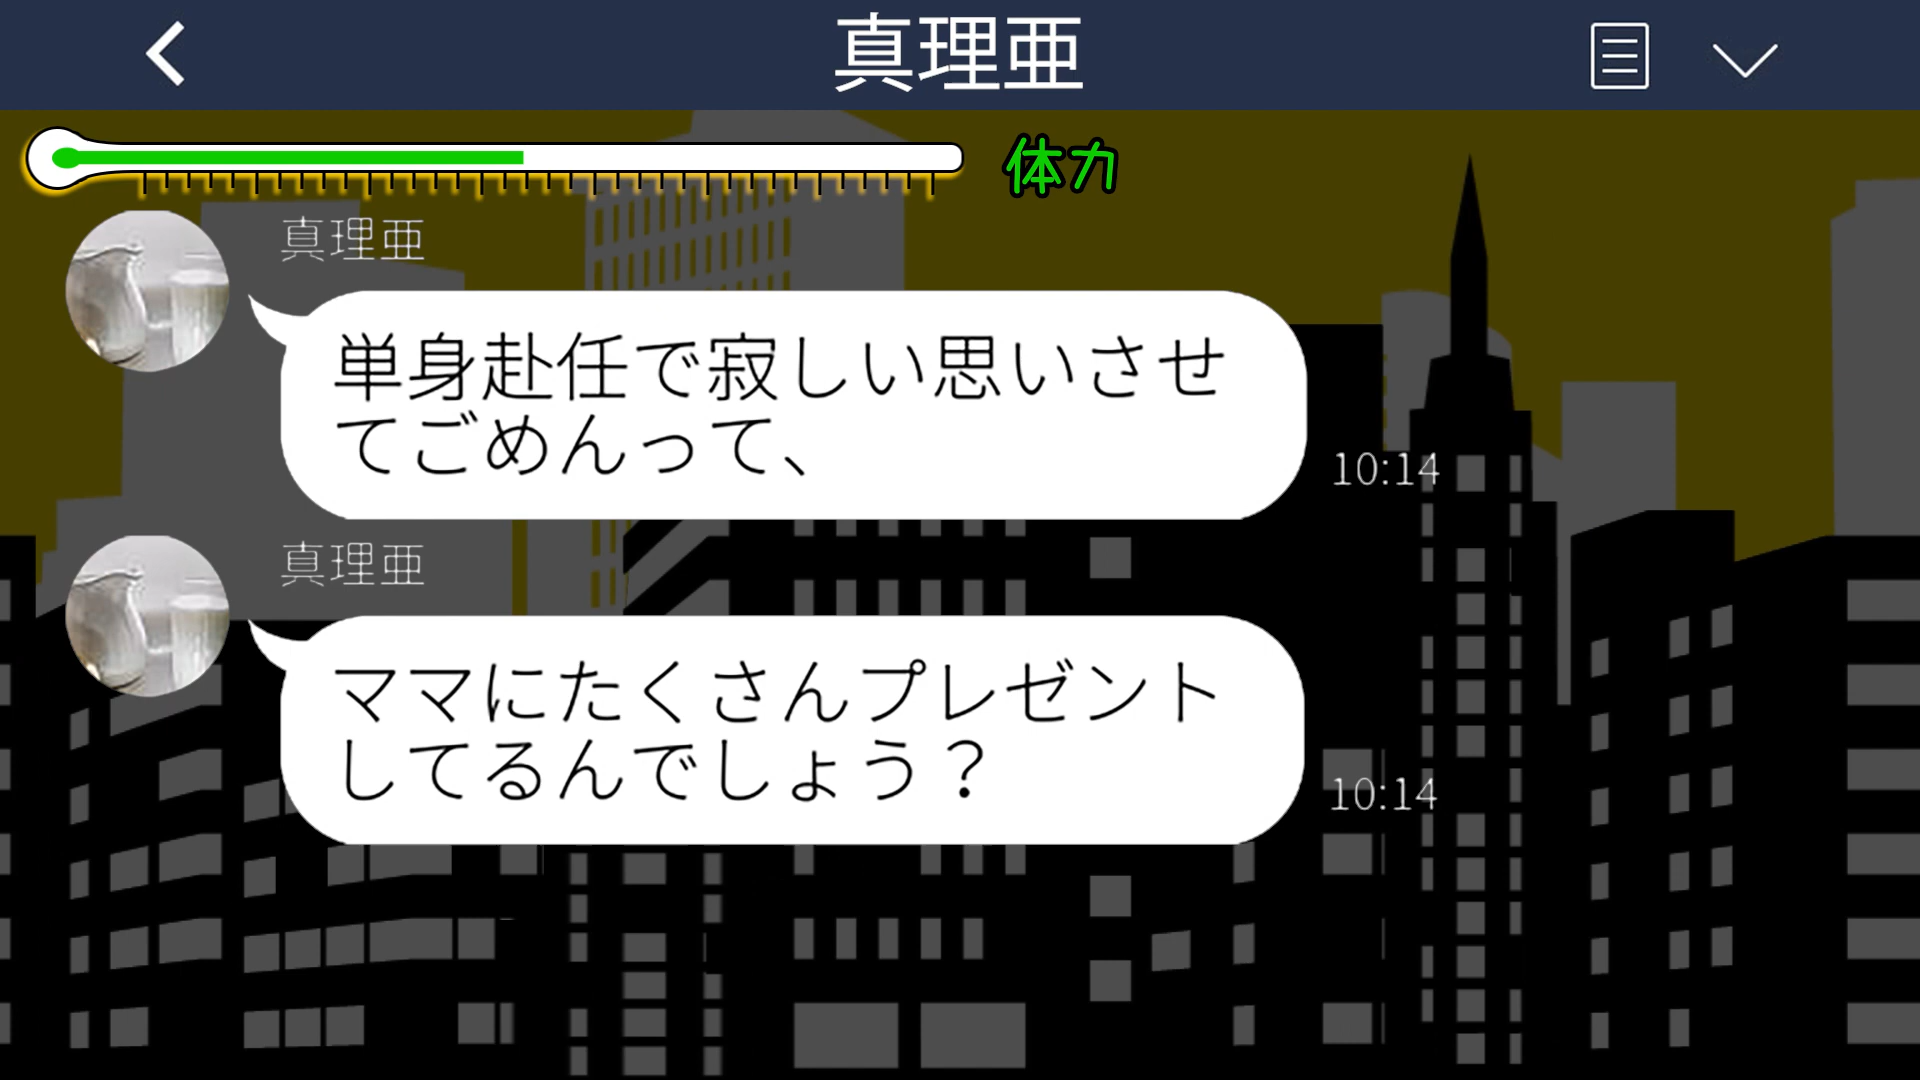 真理亜
体力
真理亜
単身赴任で寂しい思いさせ
てごめんって、
10:14
真理亜
ママにたくさんプレゼント
してるんでしょう？
10:14